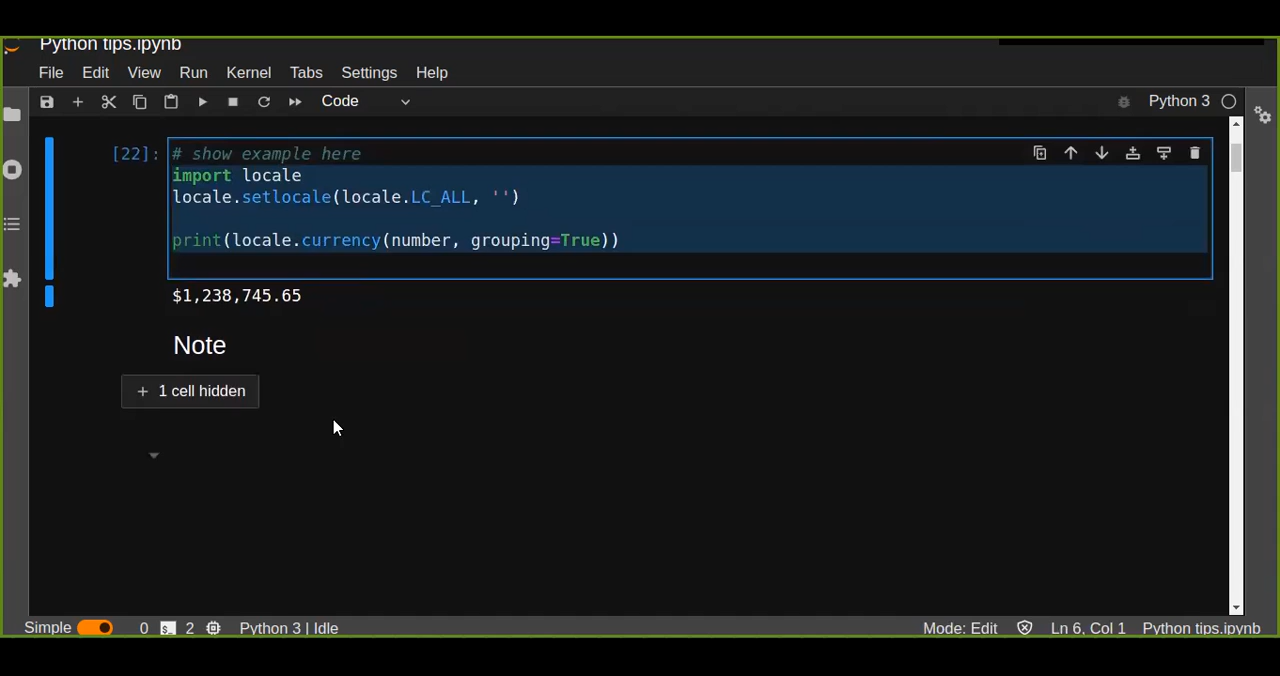 Python tips.ipynb
File Edit View Run Kernel Tabs Settings Help
Code Python 3
[22]: # show example here
import locale
locale.setlocale(locale.LC_ALL, '')
print(locale.currency(number, grouping=True))
$1,238,745.65
Note
+ 1 cell hidden
Simple 0 $_ 2 Python 3 | Idle Mode: Edit Ln 6, Col 1 Python tips.ipynb